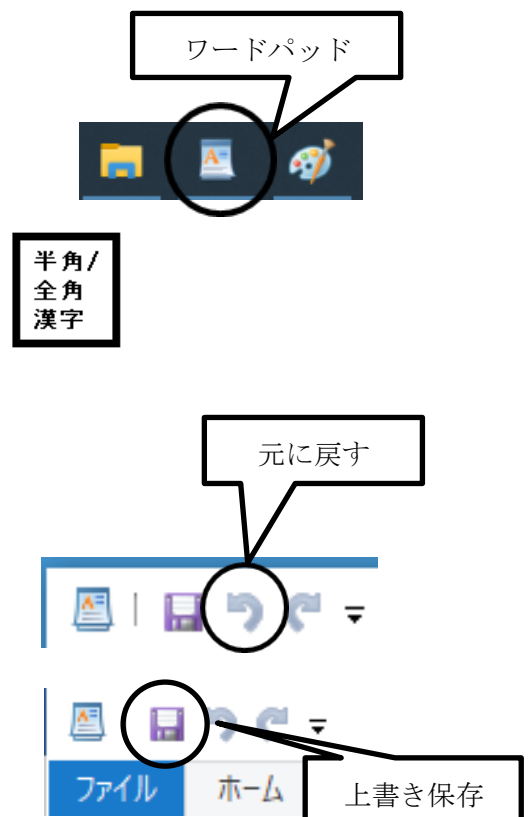 ワードパッド
半角/
全角
漢字
元に戻す
ファイル ホーム
上書き保存